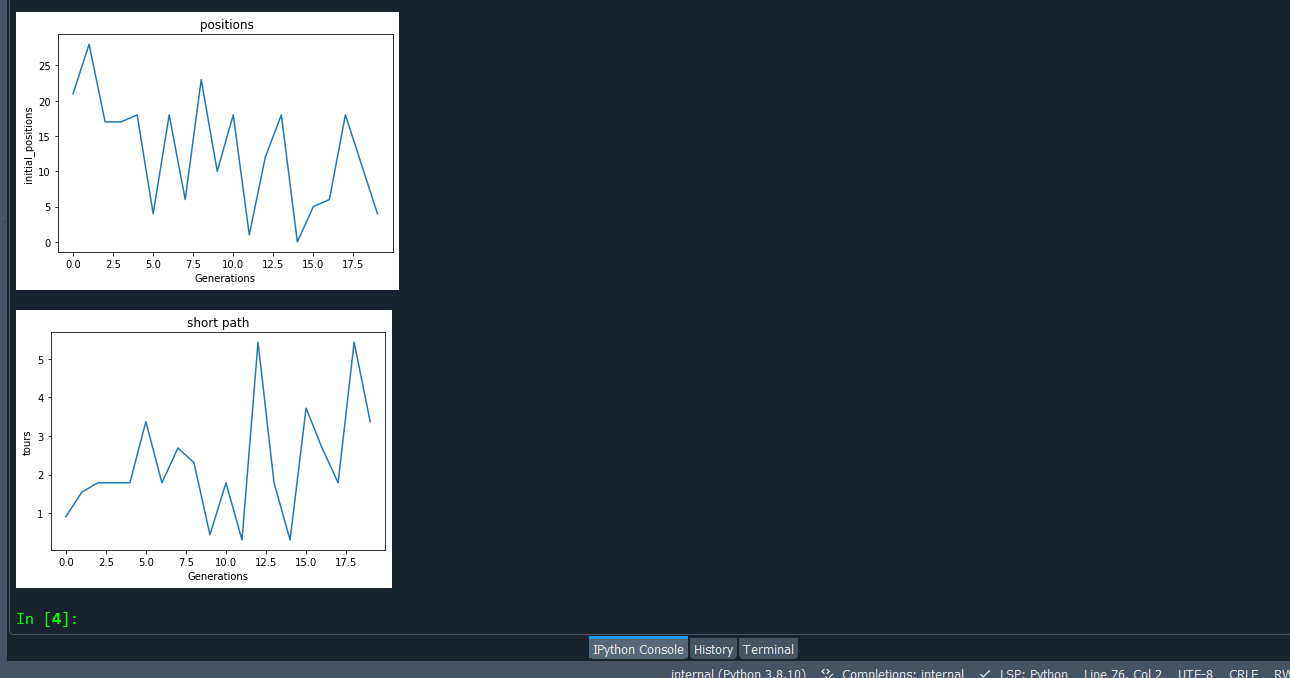 positions
25
20
15
10
5
0
initial_positions
0.0 2.5 5.0 7.5 10.0 12.5 15.0 17.5
Generations
short path
5
4
3
2
1
tours
0.0 2.5 5.0 7.5 10.0 12.5 15.0 17.5
Generations
In [4]:
IPython Console History Terminal
internal (Python 3.8.10) Completions: internal LSP: Python Line 76, Col 2 UTF-8 CRLF RW